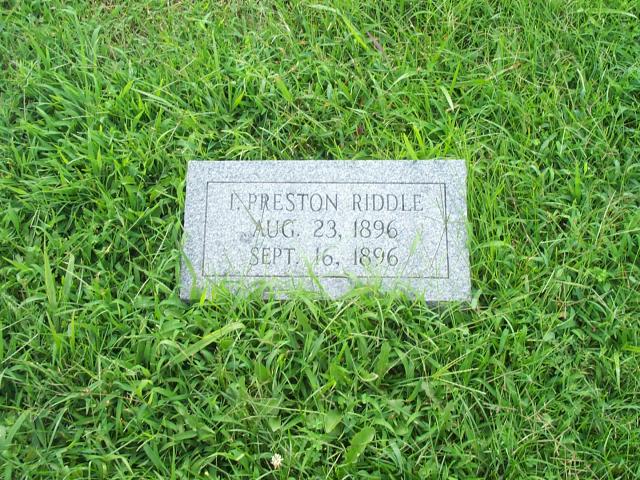 I. PRESTON RIDDLE
AUG. 23, 1896
SEPT. 16, 1896